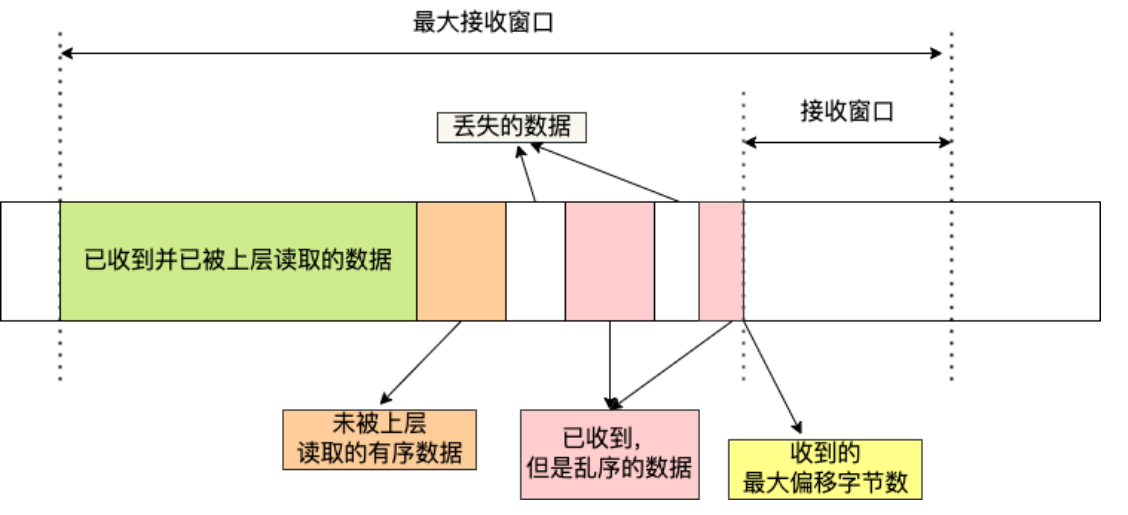 最大接收窗口
接收窗口
丢失的数据
已收到并已被上层读取的数据
未被上层
读取的有序数据
已收到，
但是乱序的数据
收到的
最大偏移字节数